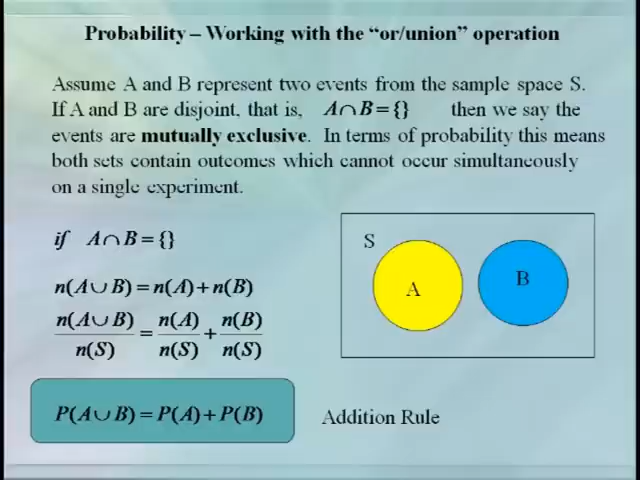 Probability – Working with the “or/union” operation
Assume A and B represent two events from the sample space S.
If A and B are disjoint, that is, A∩B = {} then we say the
events are mutually exclusive. In terms of probability this means
both sets contain outcomes which cannot occur simultaneously
on a single experiment.
if A∩B = {}
n(A∪B) = n(A) + n(B)
n(A∪B)/n(S) = n(A)/n(S) + n(B)/n(S)
P(A∪B) = P(A) + P(B)
Addition Rule
S
A
B